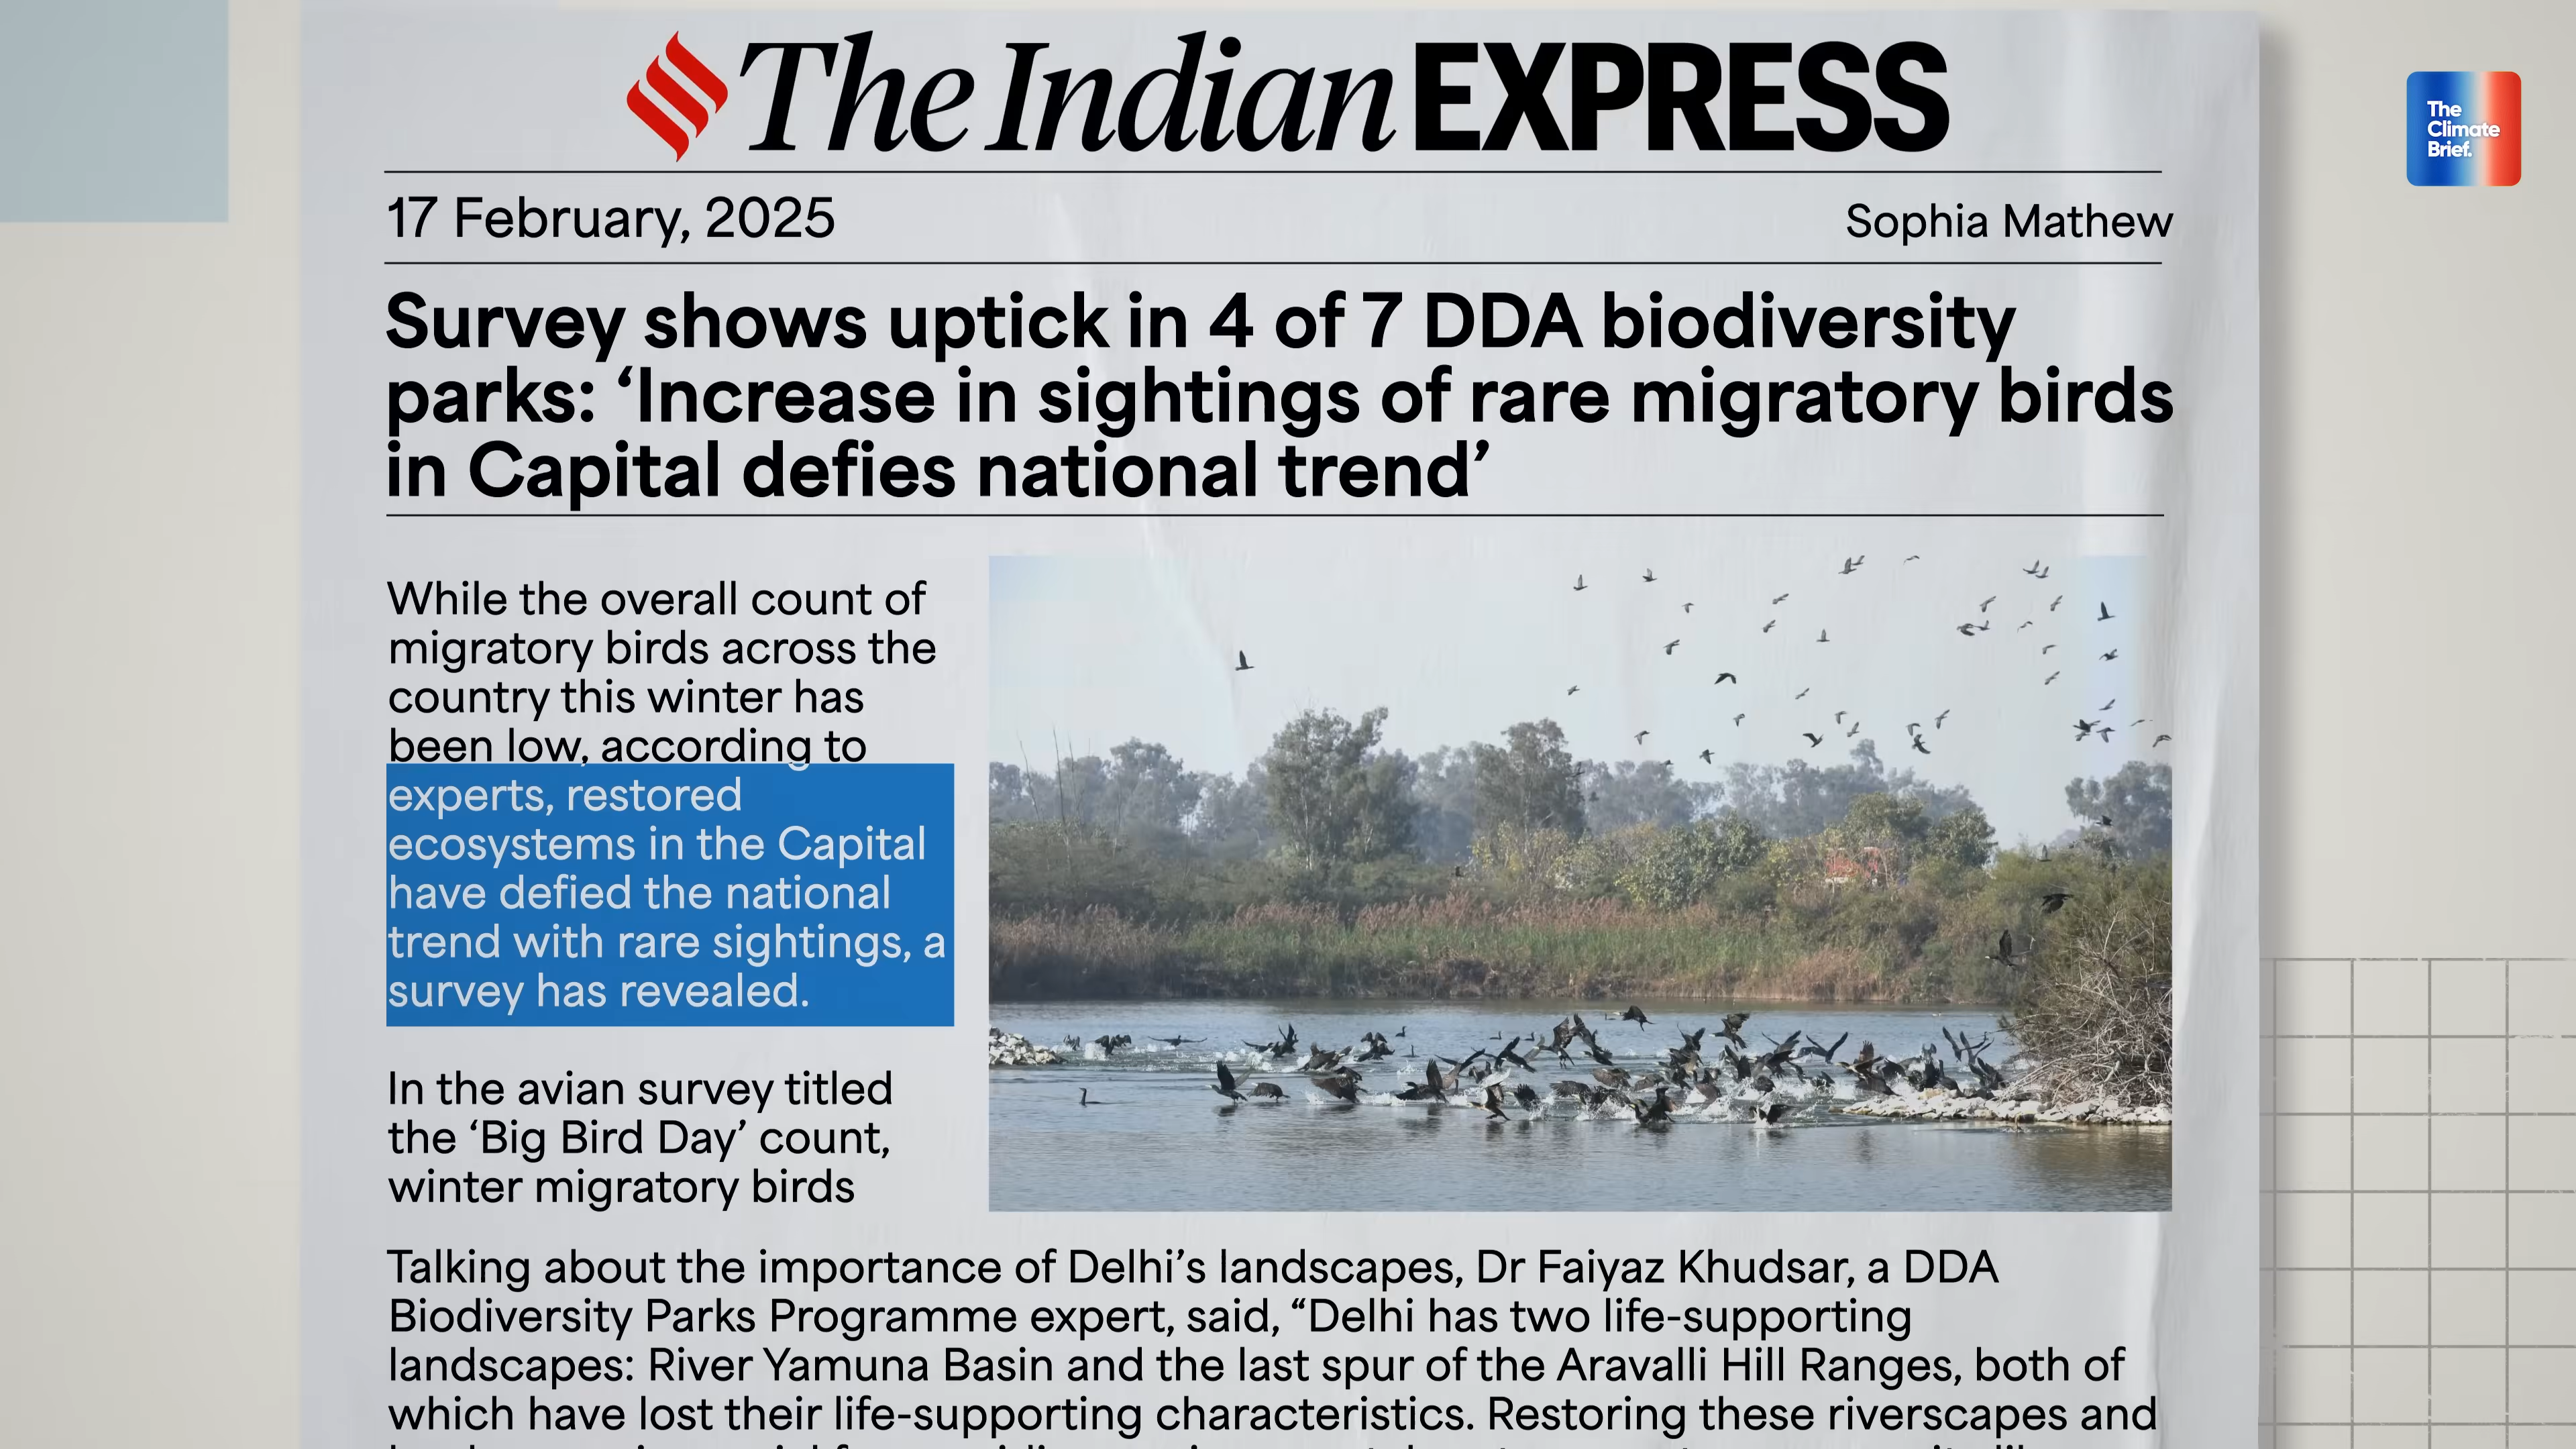 The Indian EXPRESS
The
Climate
Brief.
17 February, 2025
Sophia Mathew
Survey shows uptick in 4 of 7 DDA biodiversity
parks: ‘Increase in sightings of rare migratory birds
in Capital defies national trend’
While the overall count of
migratory birds across the
country this winter has
been low, according to
experts, restored
ecosystems in the Capital
have defied the national
trend with rare sightings, a
survey has revealed.
In the avian survey titled
the ‘Big Bird Day’ count,
winter migratory birds
Talking about the importance of Delhi’s landscapes, Dr Faiyaz Khudsar, a DDA
Biodiversity Parks Programme expert, said, “Delhi has two life-supporting
landscapes: River Yamuna Basin and the last spur of the Aravalli Hill Ranges, both of
which have lost their life-supporting characteristics. Restoring these riverscapes and